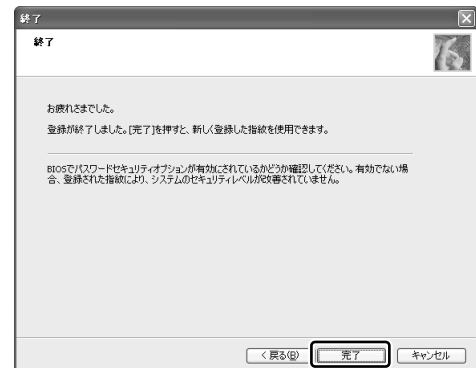 終了
終了
お疲れさまでした。
登録が終了しました。[完了]を押すと、新しく登録した指紋を使用できます。
BIOSでパスワードセキュリティオプションが有効にされているかどうか確認してください。有効でない場
合、登録された指紋により、システムのセキュリティレベルが改善されていません。
< 戻る(B)
完了
キャンセル